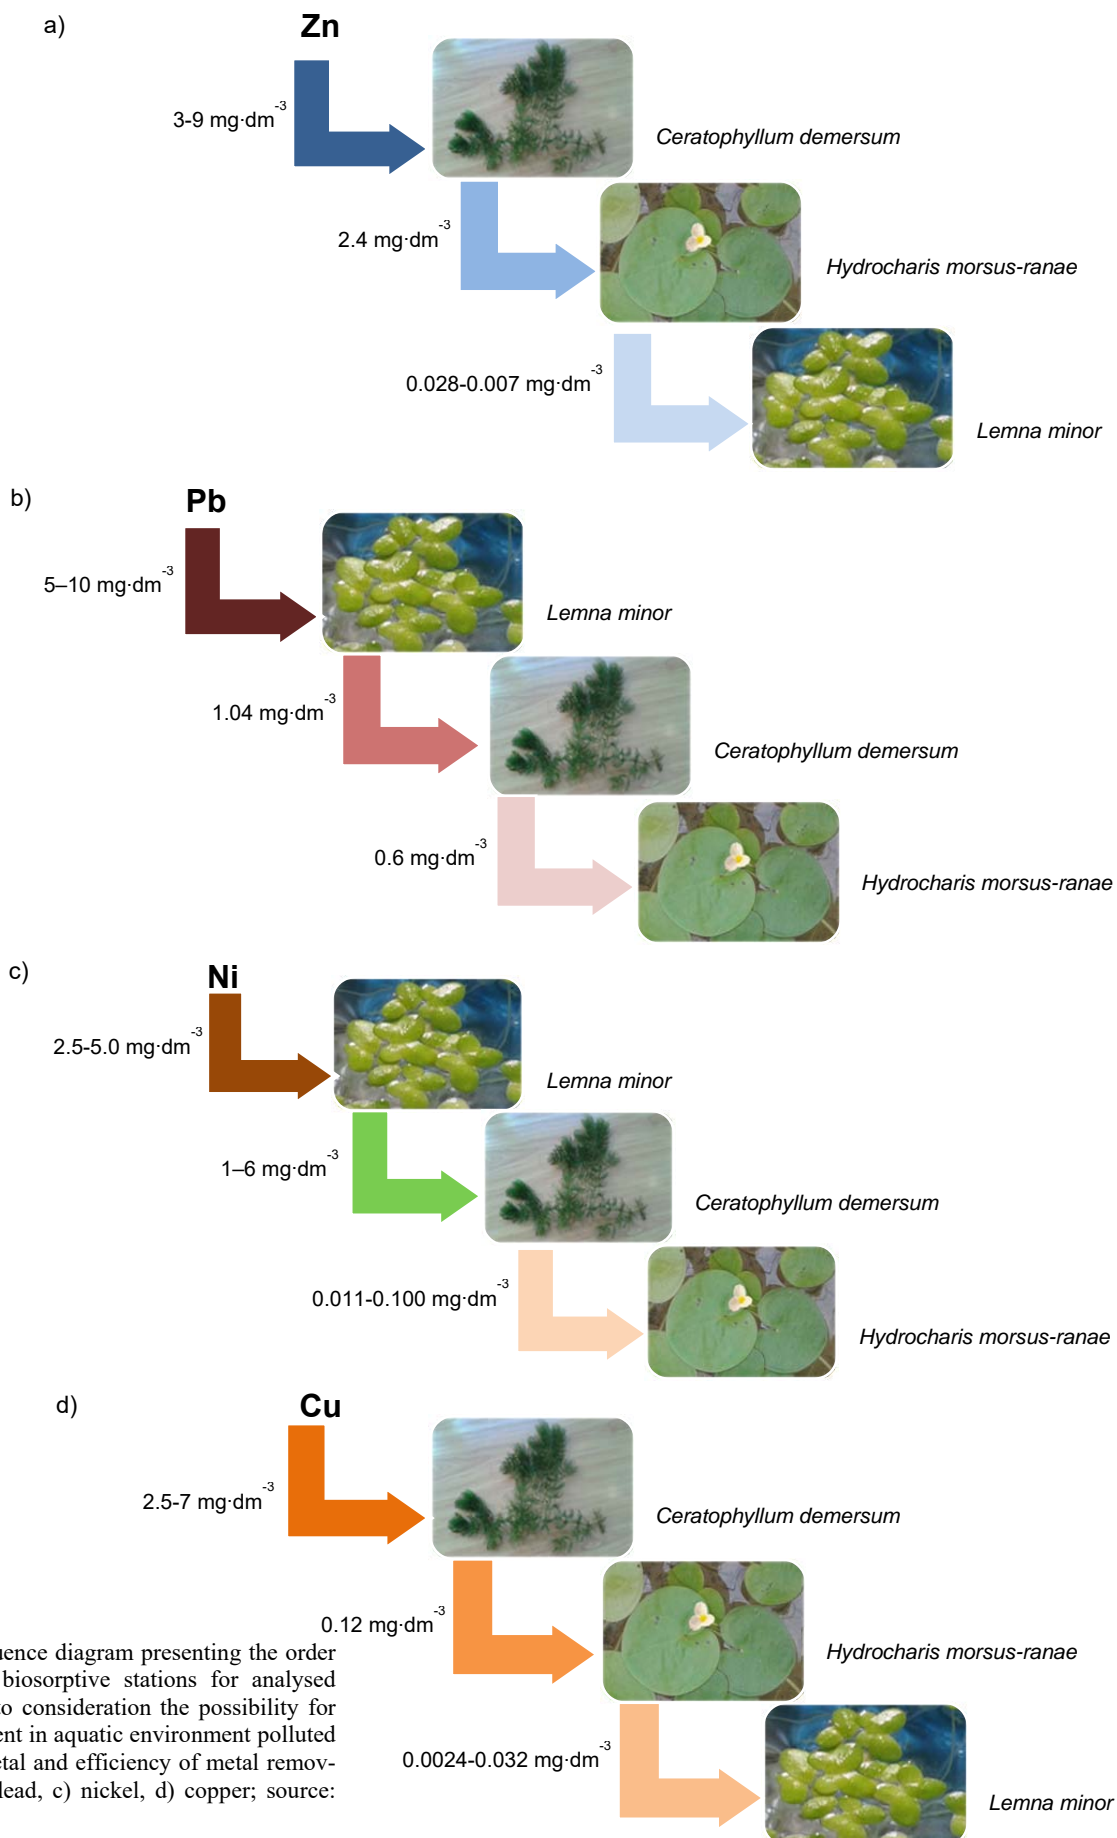 a)
Zn
3-9 mg·dm⁻³
Ceratophyllum demersum
2.4 mg·dm⁻³
Hydrocharis morsus-ranae
0.028-0.007 mg·dm⁻³
Lemna minor
b)
Pb
5–10 mg·dm⁻³
Lemna minor
1.04 mg·dm⁻³
Ceratophyllum demersum
0.6 mg·dm⁻³
Hydrocharis morsus-ranae
c)
Ni
2.5-5.0 mg·dm⁻³
Lemna minor
1–6 mg·dm⁻³
Ceratophyllum demersum
0.011-0.100 mg·dm⁻³
Hydrocharis morsus-ranae
d)
Cu
2.5-7 mg·dm⁻³
Ceratophyllum demersum
0.12 mg·dm⁻³
Hydrocharis morsus-ranae
0.0024-0.032 mg·dm⁻³
Lemna minor
uence diagram presenting the order
biosorptive stations for analysed
to consideration the possibility for
ent in aquatic environment polluted
etal and efficiency of metal remov-
lead, c) nickel, d) copper; source: